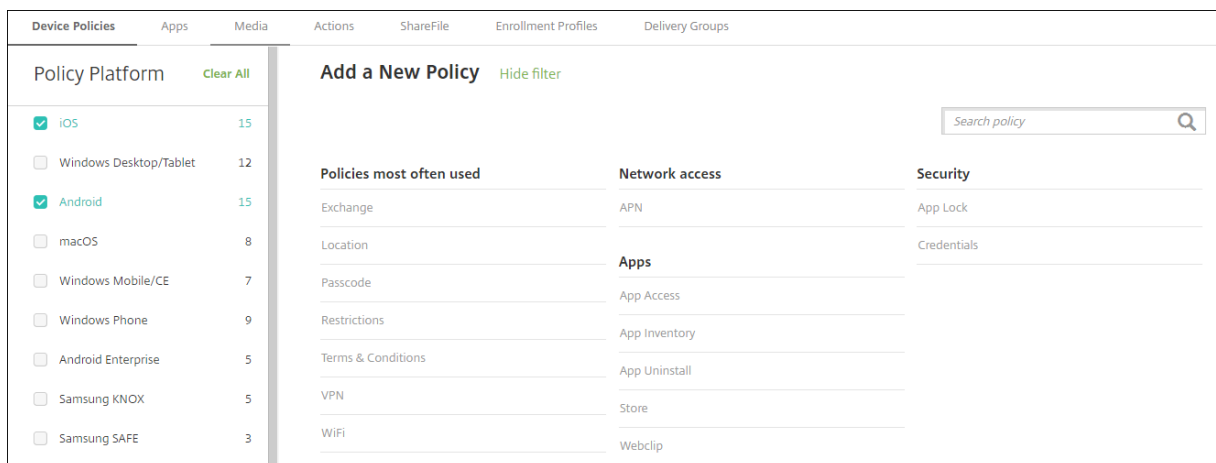 Device Policies Apps Media Actions ShareFile Enrollment Profiles Delivery Groups
Policy Platform Clear All
iOS 15
Windows Desktop/Tablet 12
Android 15
macOS 8
Windows Mobile/CE 7
Windows Phone 9
Android Enterprise 5
Samsung KNOX 5
Samsung SAFE 3
Add a New Policy Hide filter
Search policy
Policies most often used
Exchange
Location
Passcode
Restrictions
Terms & Conditions
VPN
WiFi
Network access
APN
Apps
App Access
App Inventory
App Uninstall
Store
Webclip
Security
App Lock
Credentials